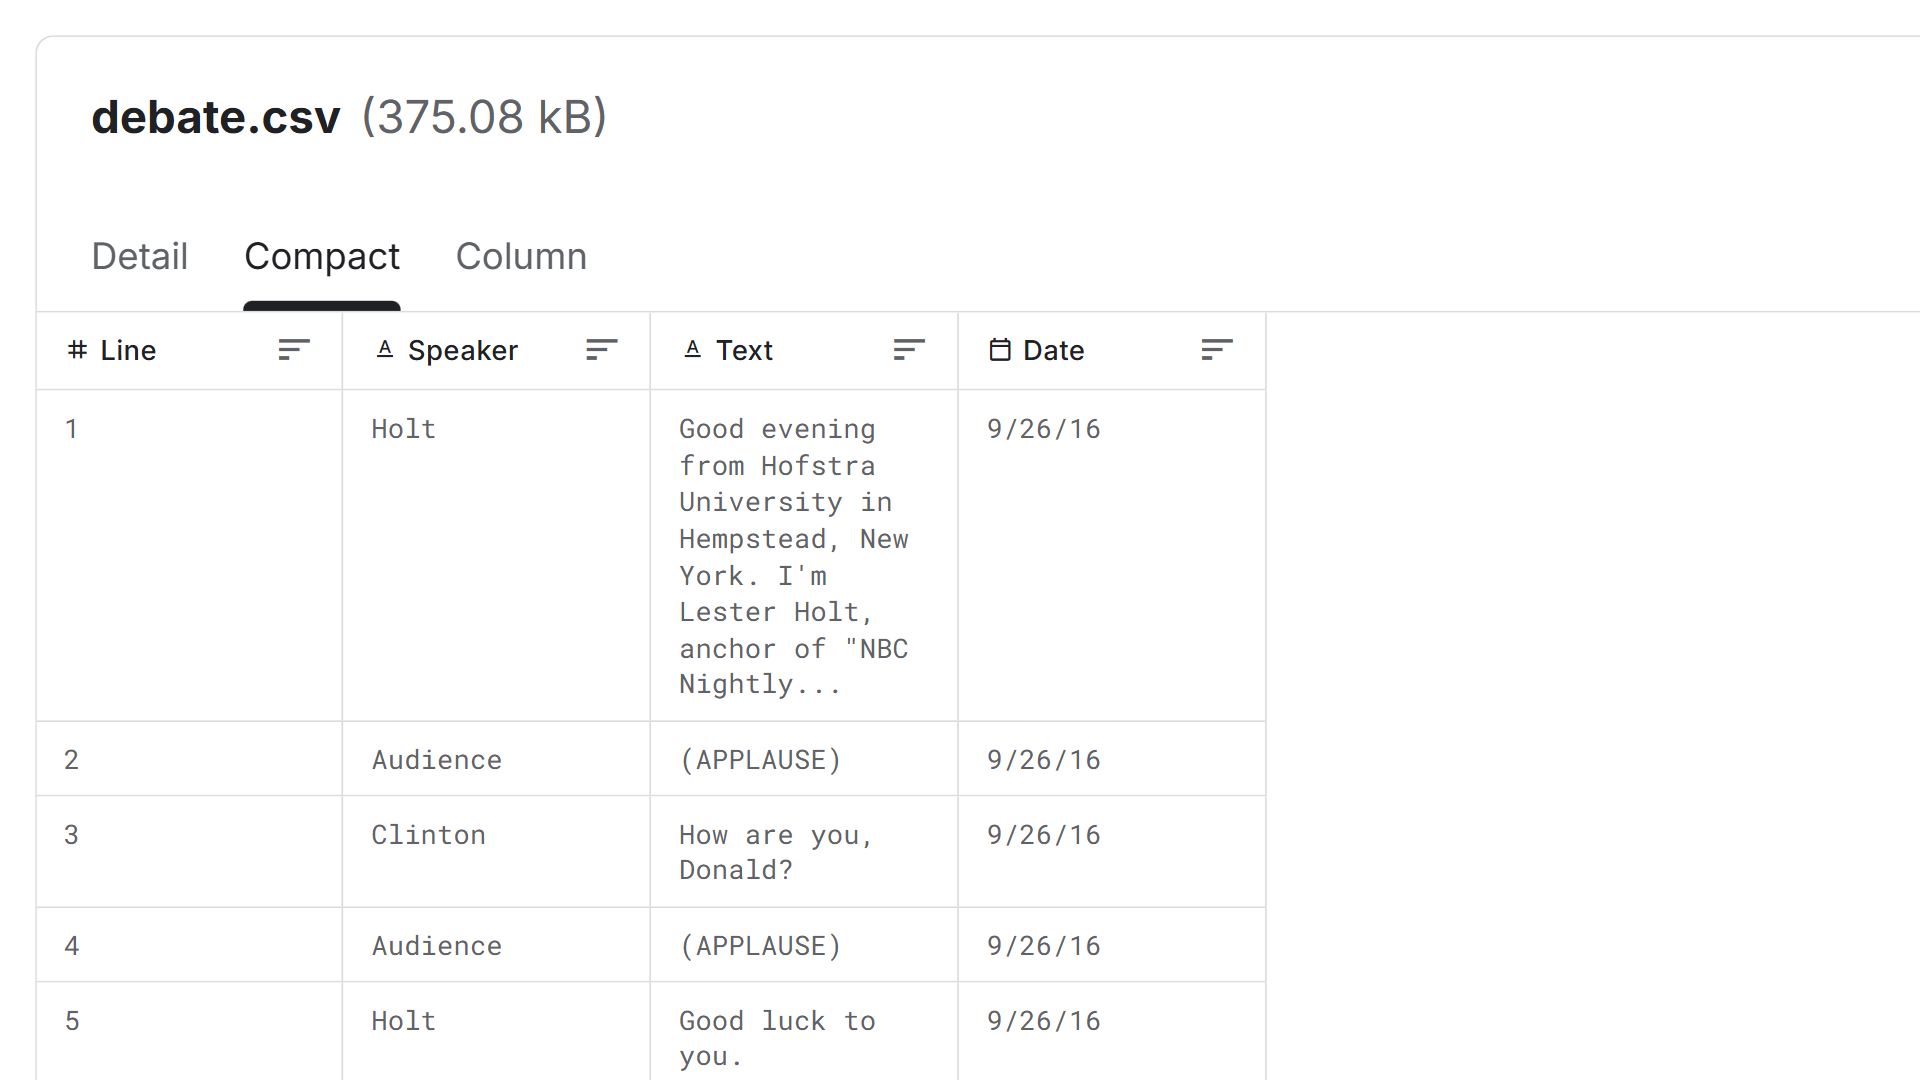 debate.csv (375.08 kB)
Detail Compact Column
# Line A Speaker A Text Date
1 Holt Good evening 9/26/16
from Hofstra
University in
Hempstead, New
York. I'm
Lester Holt,
anchor of "NBC
Nightly...
2 Audience (APPLAUSE) 9/26/16
3 Clinton How are you, 9/26/16
Donald?
4 Audience (APPLAUSE) 9/26/16
5 Holt Good luck to 9/26/16
you.